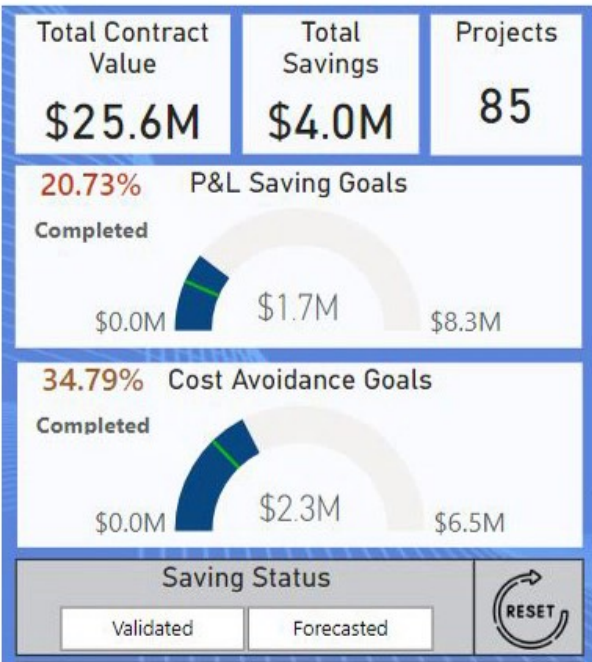 Total Contract
Value
$25.6M
Total
Savings
$4.0M
Projects
85
20.73%
P&L Saving Goals
Completed
$0.0M
$1.7M
$8.3M
34.79%
Cost Avoidance Goals
Completed
$0.0M
$2.3M
$6.5M
Saving Status
Validated
Forecasted
RESET